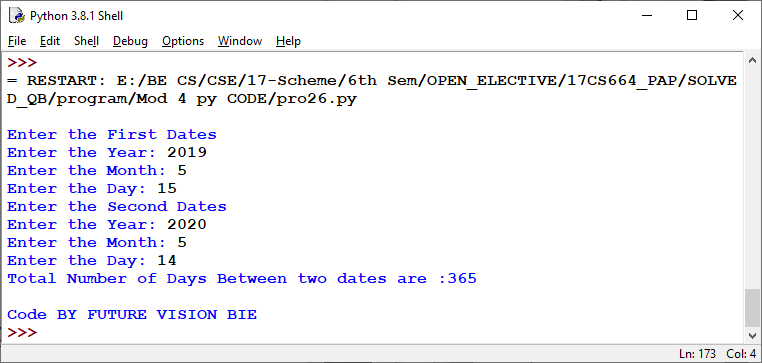 Python 3.8.1 Shell
File Edit Shell Debug Options Window Help
>>>
= RESTART: E:/BE CS/CSE/17-Scheme/6th Sem/OPEN_ELECTIVE/17CS664_PAP/SOLVE
D_QB/program/Mod 4 py CODE/pro26.py
Enter the First Dates
Enter the Year: 2019
Enter the Month: 5
Enter the Day: 15
Enter the Second Dates
Enter the Year: 2020
Enter the Month: 5
Enter the Day: 14
Total Number of Days Between two dates are :365
Code BY FUTURE VISION BIE
>>>
Ln: 173 Col: 4